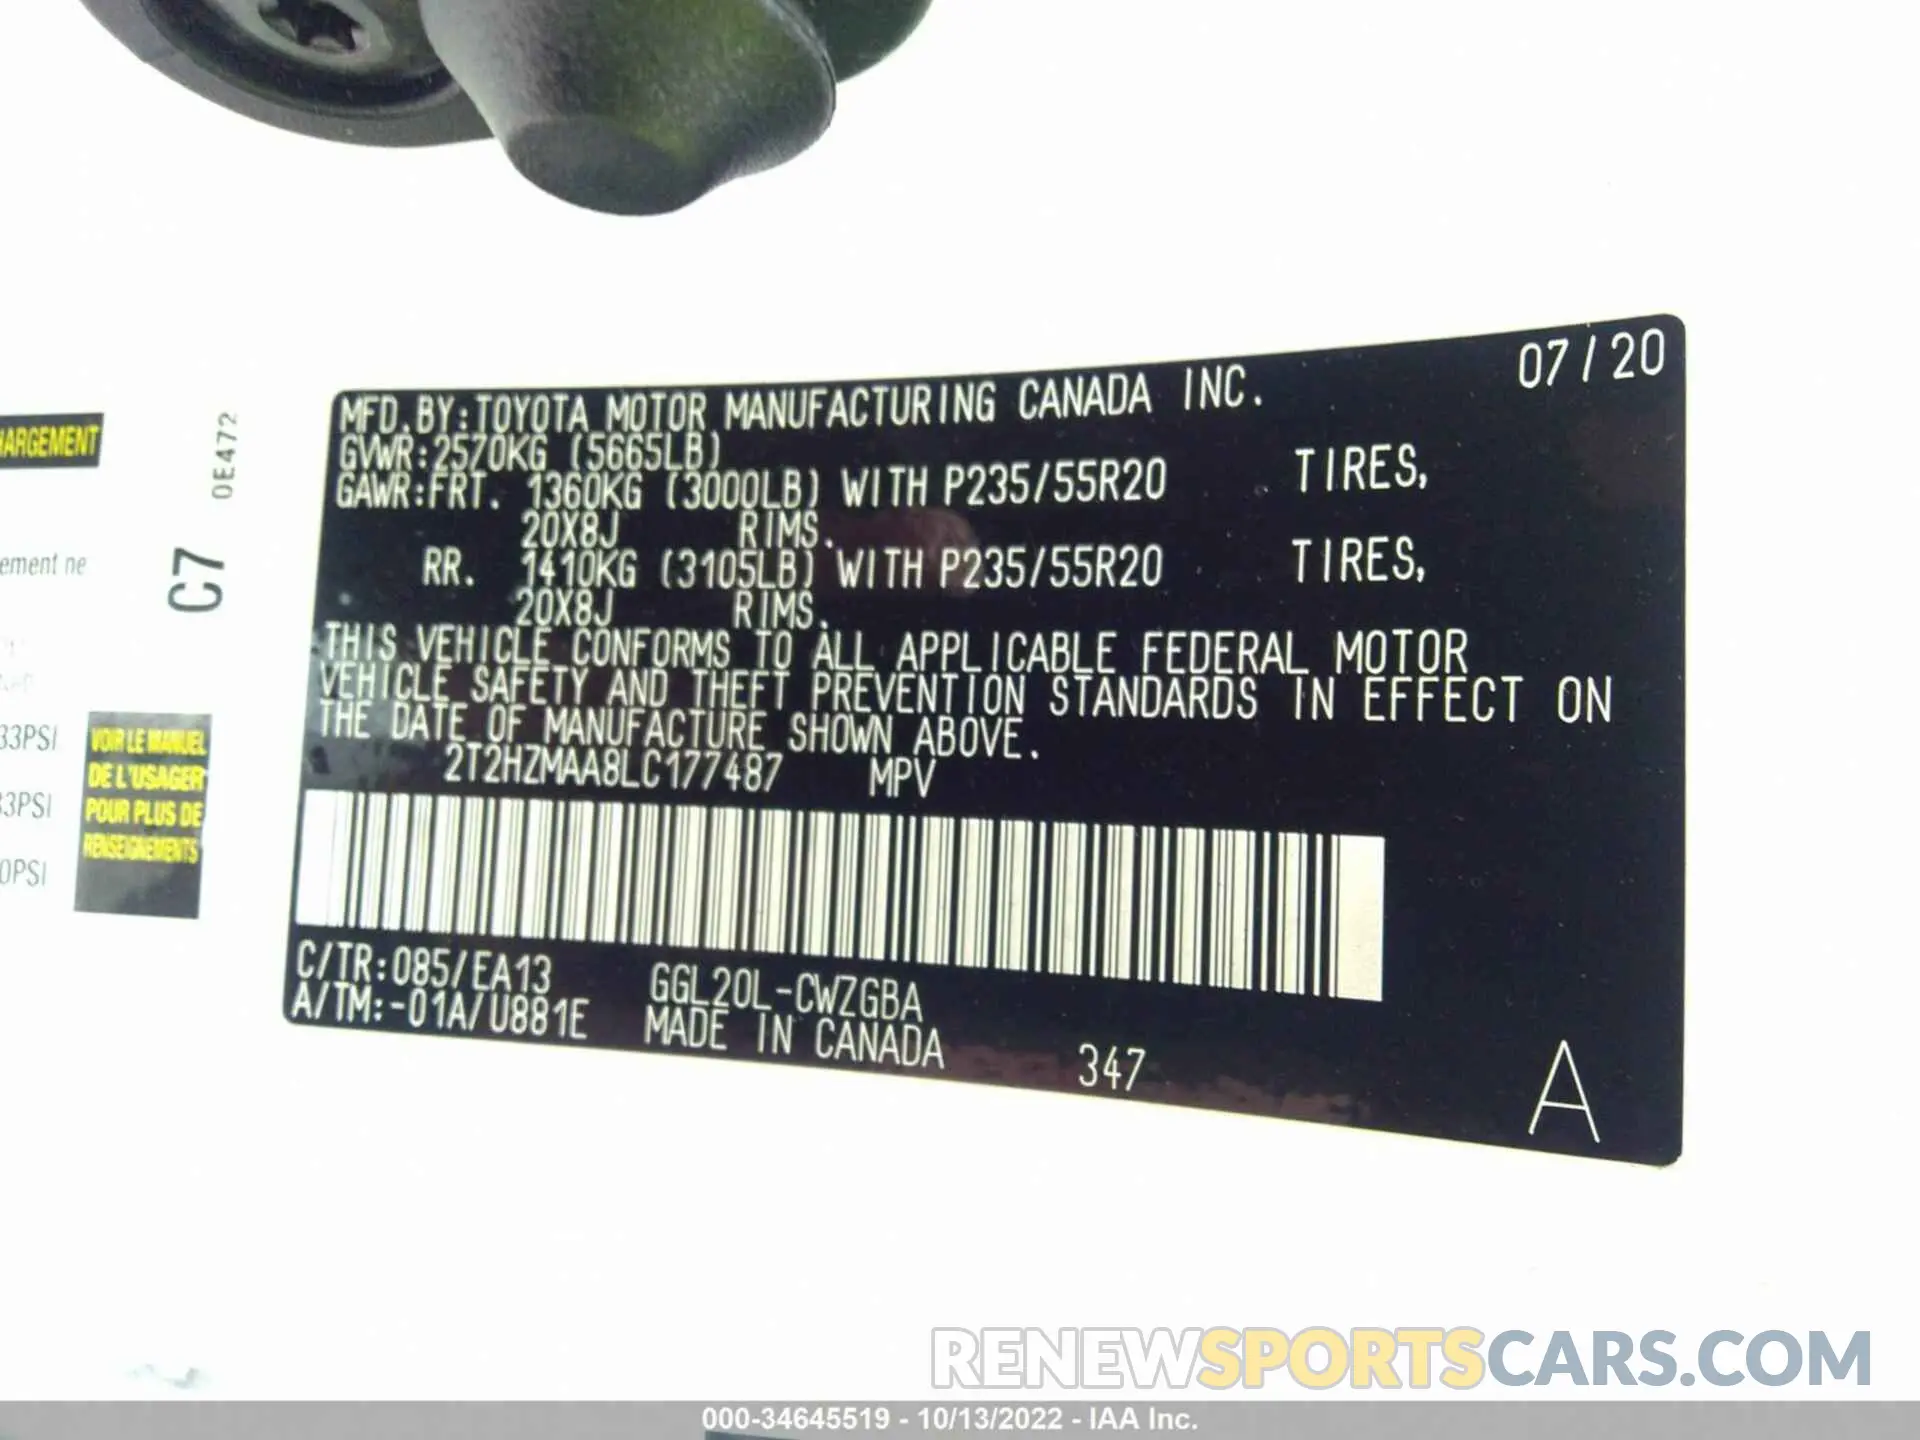 07/20
MFD.BY:TOYOTA MOTOR MANUFACTURING CANADA INC.
GVWR:2570KG (5665LB)
GAWR:FRT. 1360KG (3000LB) WITH P235/55R20 TIRES,
20X8J RIMS.
RR. 1410KG (3105LB) WITH P235/55R20 TIRES,
20X8J RIMS.
THIS VEHICLE CONFORMS TO ALL APPLICABLE FEDERAL MOTOR
VEHICLE SAFETY AND THEFT PREVENTION STANDARDS IN EFFECT ON
THE DATE OF MANUFACTURE SHOWN ABOVE.
2T2HZMAA8LC177487 MPV
C/TR:085/EA13 GGL20L-CWZGBA
A/TM:-01A/U881E MADE IN CANADA
347
A
HARGEMENT
0E472
C7
ement ne
33PSI
33PSI
0PSI
VOIR LE MANUEL
DE L'USAGER
POUR PLUS DE
RENSEIGNEMENTS
RENEWSPORTSCARS.COM
000-34645519 - 10/13/2022 - IAA Inc.